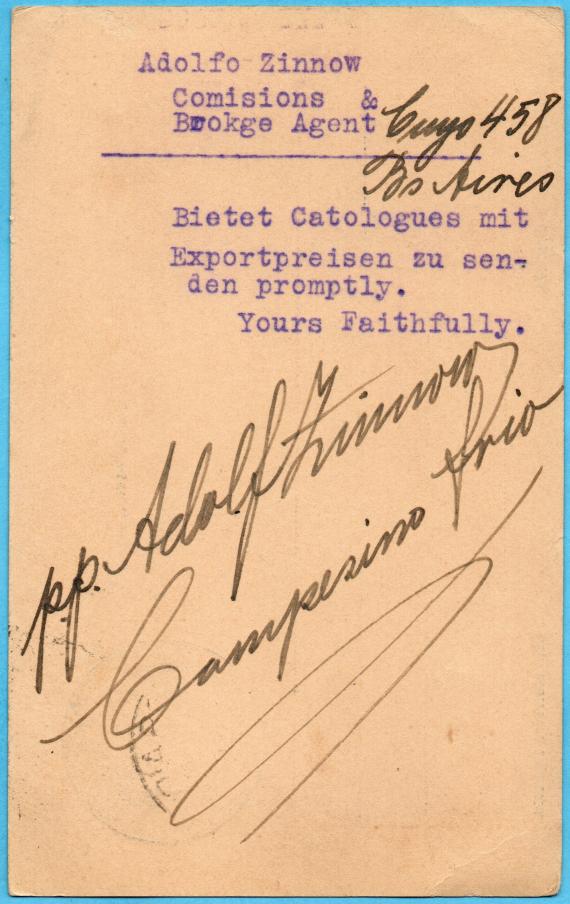 Adolfo Zinnow
Comisions &
Brokge Agent Cuyo 458
Bs Aires
Bietet Catologues mit
Exportpreisen zu sen-
den promptly.
Yours Faithfully.
pp. Adolf Zinnow
Campesino